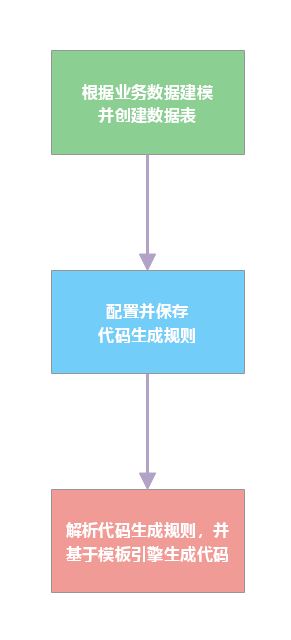 根据业务数据建模
并创建数据表
配置并保存
代码生成规则
解析代码生成规则，并
基于模板引擎生成代码